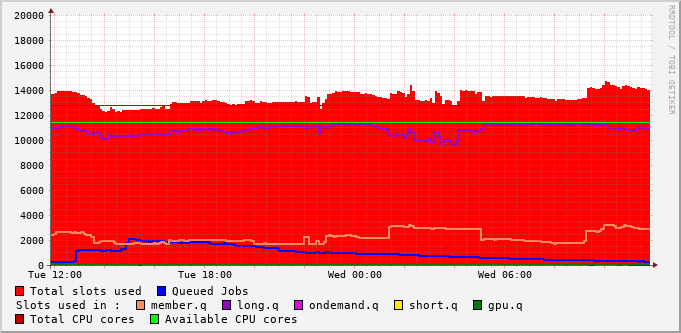 20000
18000
16000
14000
12000
10000
8000
6000
4000
2000
0
Tue 12:00 Tue 18:00 Wed 00:00 Wed 06:00
Total slots used Queued Jobs
Slots used in : member.q long.q ondemand.q short.q gpu.q
Total CPU cores Available CPU cores
RRDTOOL / TOBI OETIKER